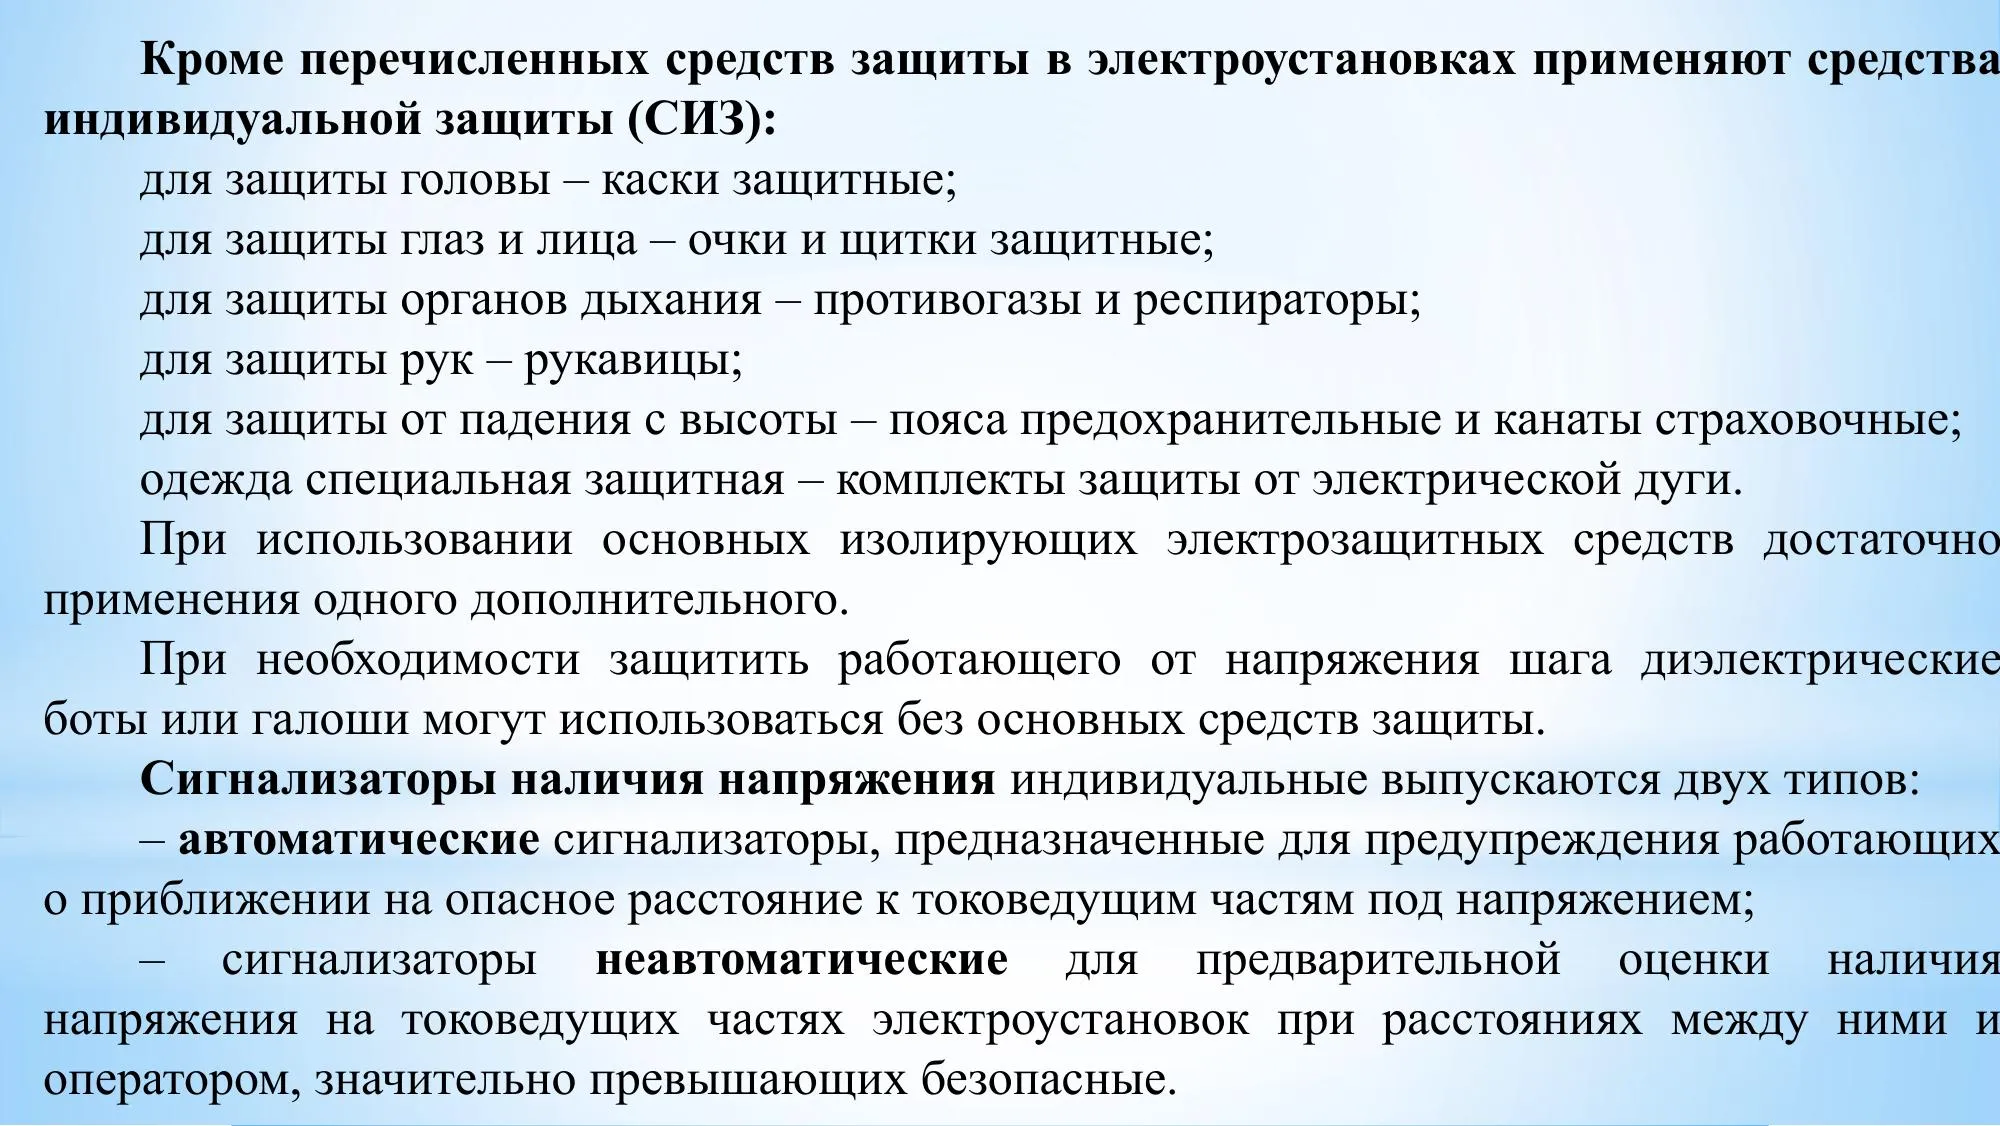 Кроме перечисленных средств защиты в электроустановках применяют средства
индивидуальной защиты (СИЗ):
для защиты головы – каски защитные;
для защиты глаз и лица – очки и щитки защитные;
для защиты органов дыхания – противогазы и респираторы;
для защиты рук – рукавицы;
для защиты от падения с высоты – пояса предохранительные и канаты страховочные;
одежда специальная защитная – комплекты защиты от электрической дуги.
При использовании основных изолирующих электрозащитных средств достаточно
применения одного дополнительного.
При необходимости защитить работающего от напряжения шага диэлектрические
боты или галоши могут использоваться без основных средств защиты.
Сигнализаторы наличия напряжения индивидуальные выпускаются двух типов:
– автоматические сигнализаторы, предназначенные для предупреждения работающих
о приближении на опасное расстояние к токоведущим частям под напряжением;
– сигнализаторы неавтоматические для предварительной оценки наличия
напряжения на токоведущих частях электроустановок при расстояниях между ними и
оператором, значительно превышающих безопасные.